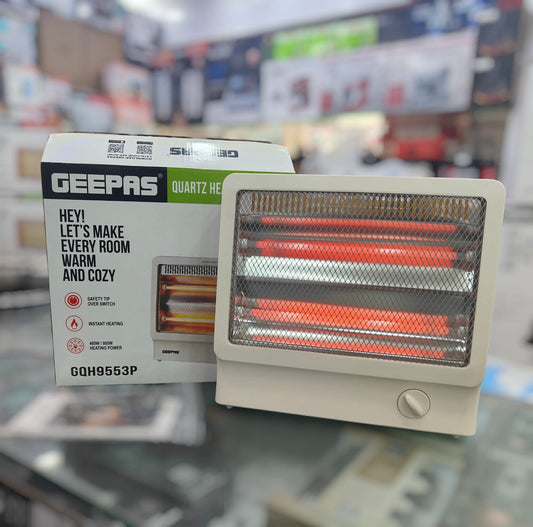 GEEPAS
QUARTZ HE
HEY!
LET'S MAKE
EVERY ROOM
WARM
AND COZY
SAFETY TIP
OVER SWITCH
INSTANT HEATING
400W / 800W
HEATING POWER
GEEPAS
GQH9553P
GEEPAS